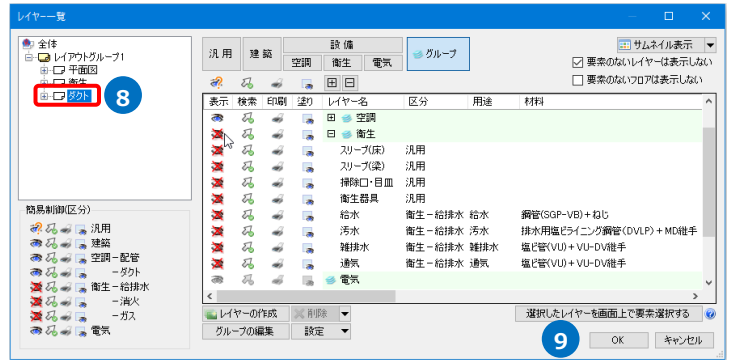 レイヤー一覧
全体
レイアウトグループ1
平面図
衛生
ダクト
8
簡易制御(区分)
汎用
建築
空調－配管
－ダクト
衛生－給排水
－消火
－ガス
電気
汎用 建築 設備 グループ
空調 衛生 電気
サムネイル表示
要素のないレイヤーは表示しない
要素のないフロアは表示しない
表示 検索 印刷 塗り レイヤー名 区分 用途 材料
空調
衛生
スリーブ(床) 汎用
スリーブ(梁) 汎用
掃除口・目皿 汎用
衛生器具 汎用
給水 衛生－給排水 給水 鋼管(SGP-VB)+ねじ
汚水 衛生－給排水 汚水 排水用塩ビライニング鋼管(DVLP)+MD継手
雑排水 衛生－給排水 雑排水 塩ビ管(VU)+VU-DV継手
通気 衛生－給排水 通気 塩ビ管(VU)+VU-DV継手
電気
レイヤーの作成 削除 選択したレイヤーを画面上で要素選択する
グループの編集 設定
9 OK キャンセル